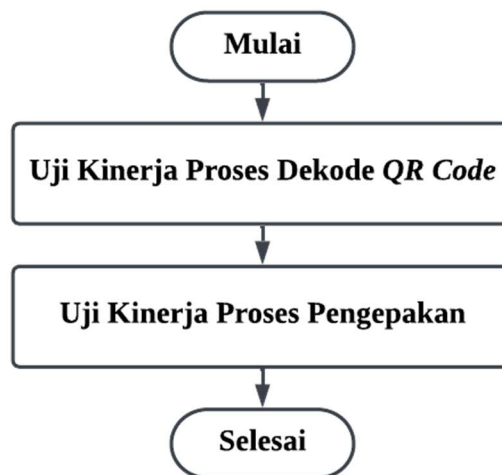 Mulai
Uji Kinerja Proses Dekode QR Code
Uji Kinerja Proses Pengepakan
Selesai